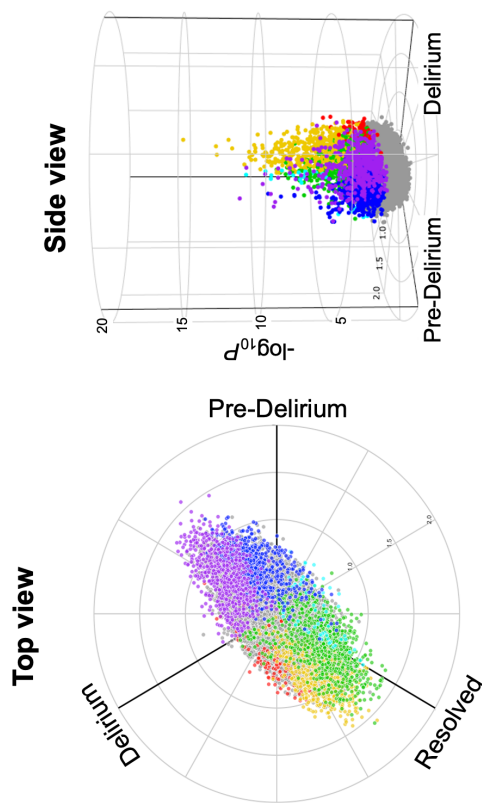 Side view
Delirium
Pre-Delirium
20
15
10
5
-log10P
1.0
1.5
2.0
Top view
Pre-Delirium
Delirium
Resolved
1.0
1.5
2.0